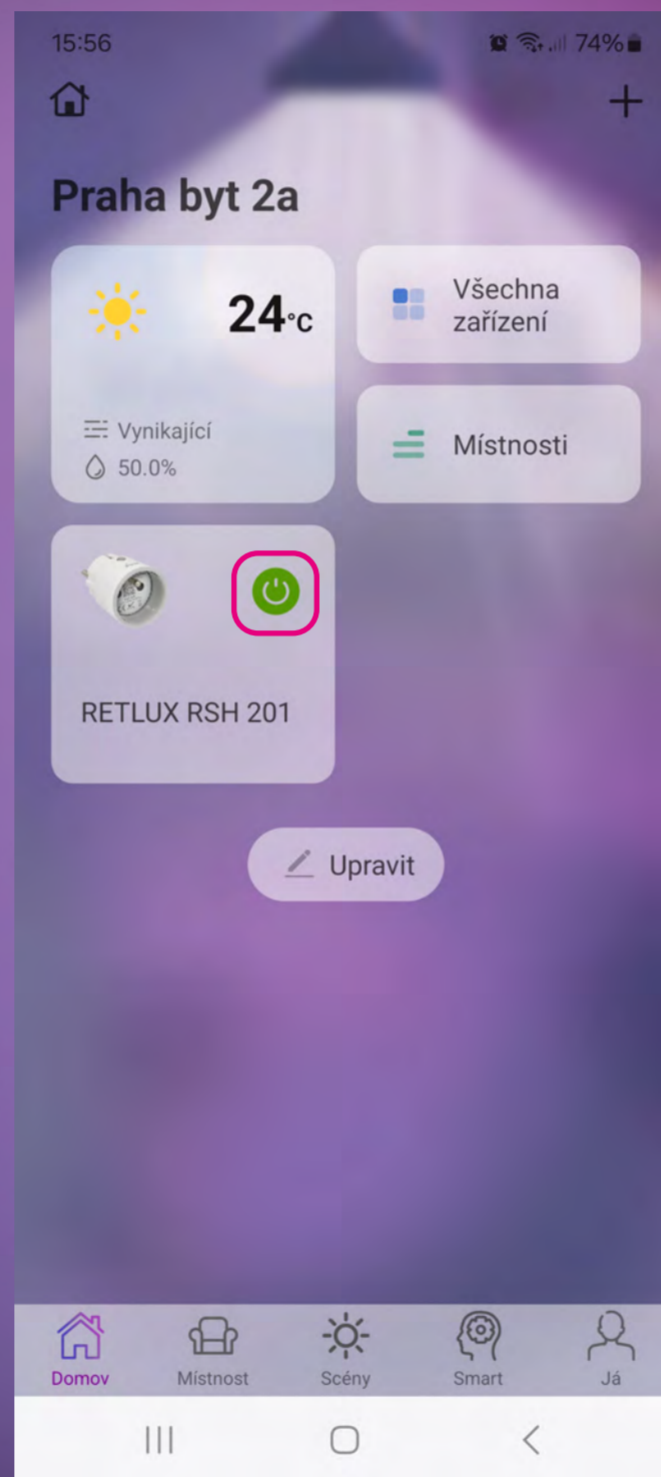 15:56
74%
Praha byt 2a
24°C
Vynikající
50.0%
Všechna
zařízení
Místnosti
RETLUX RSH 201
Upravit
Domov
Místnost
Scény
Smart
Já